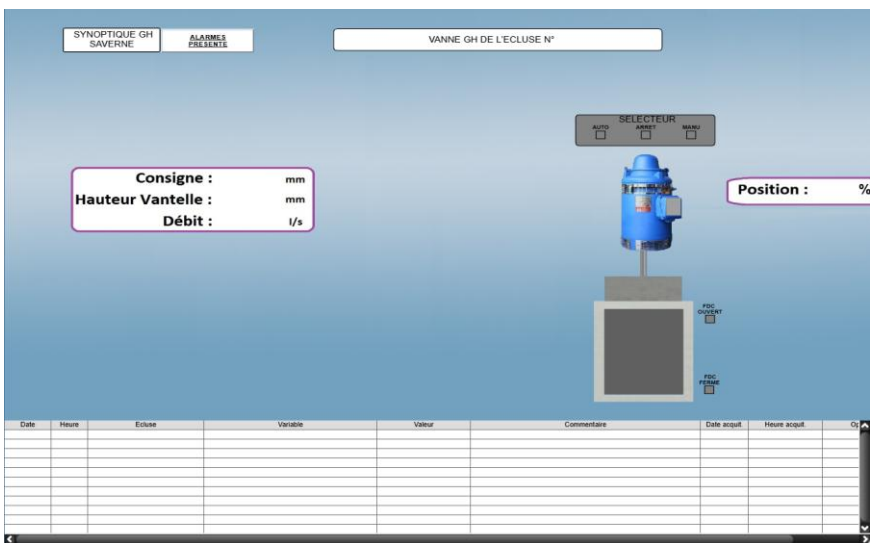 SYNOPTIQUE GH
SAVERNE
ALARMES
PRESENTE
VANNE GH DE L'ECLUSE N°
SELECTEUR
AUTO ARRET MANU
Consigne : mm
Hauteur Vantelle : mm
Débit : l/s
Position : %
FDC
OUVERT
FDC
FERME
Date Heure Ecluse Variable Valeur Commentaire Date acquit. Heure acquit.